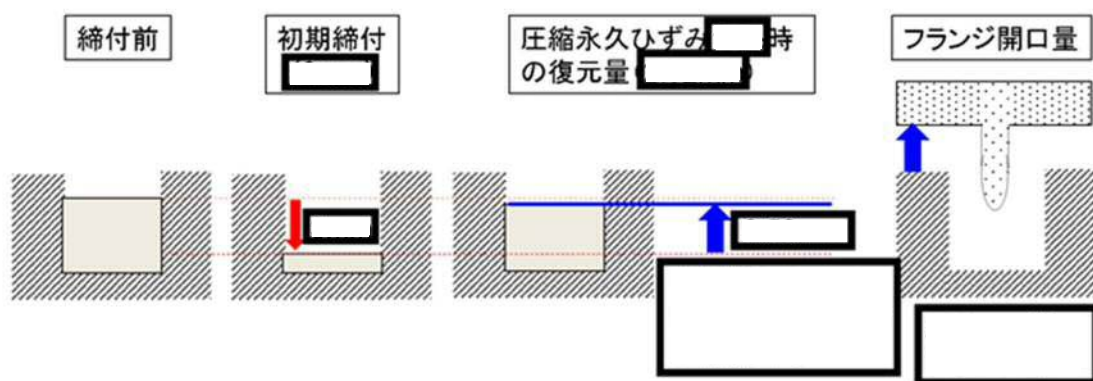 締付前
初期締付
圧縮永久ひずみ 時
の復元量( )
フランジ開口量